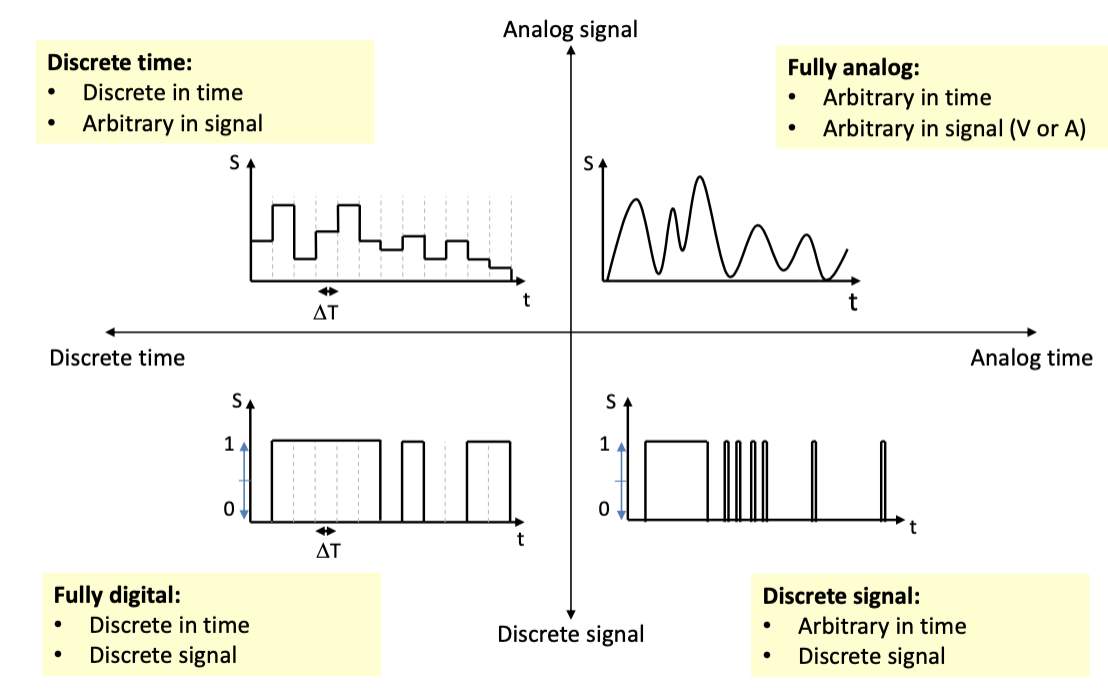 Analog signal
Discrete time:
• Discrete in time
• Arbitrary in signal
Fully analog:
• Arbitrary in time
• Arbitrary in signal (V or A)
S
ΔT
t
S
t
Discrete time
Analog time
S
1
0
ΔT
t
S
1
0
t
Fully digital:
• Discrete in time
• Discrete signal
Discrete signal
Discrete signal:
• Arbitrary in time
• Discrete signal